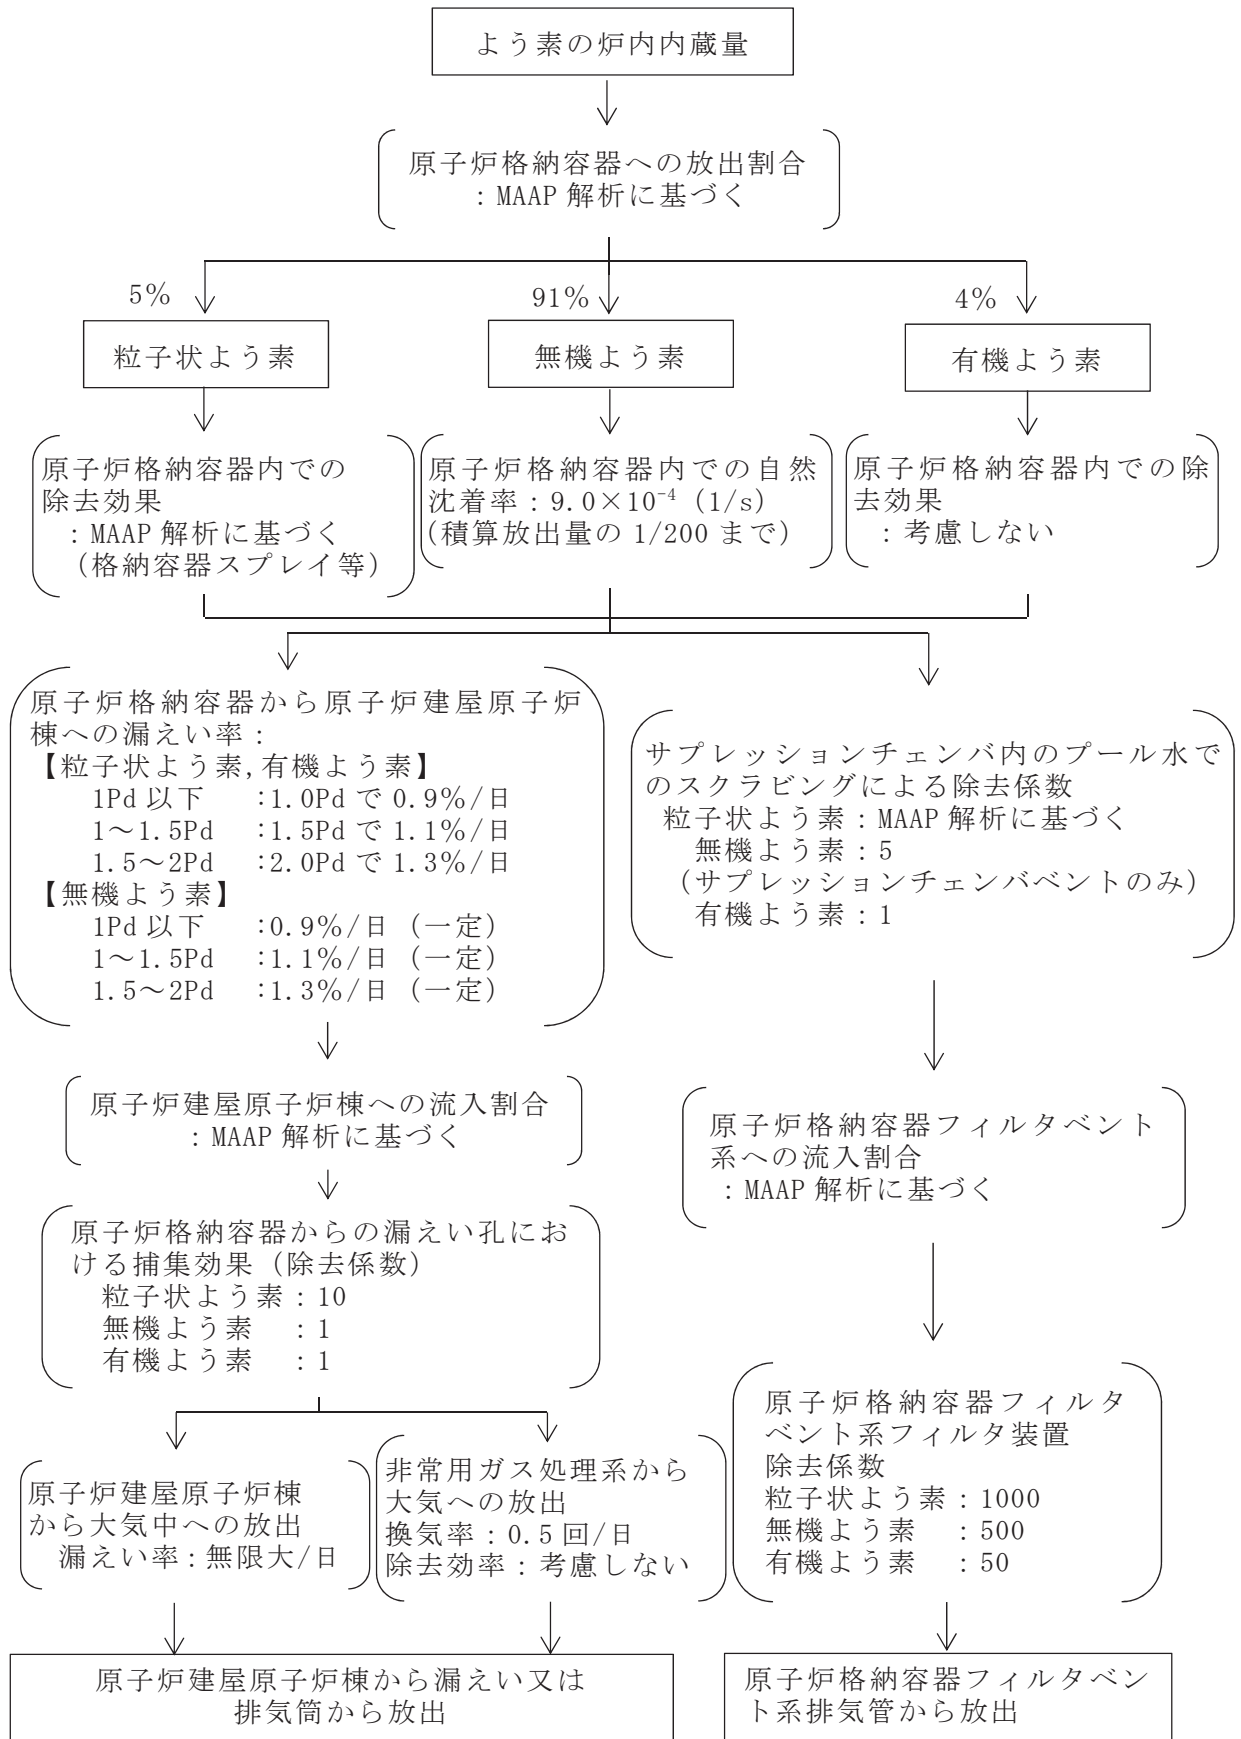 よう素の炉内内蔵量
原子炉格納容器への放出割合
：MAAP 解析に基づく
5％
91％
4％
粒子状よう素
無機よう素
有機よう素
原子炉格納容器内での
除去効果
：MAAP 解析に基づく
（格納容器スプレイ等）
原子炉格納容器内での自然
沈着率：9.0×10⁻⁴（1/s）
(積算放出量の 1/200 まで）
原子炉格納容器内での除
去効果
：考慮しない
原子炉格納容器から原子炉建屋原子炉
棟への漏えい率：
【粒子状よう素,有機よう素】
1Pd 以下　:1.0Pd で 0.9％/日
1～1.5Pd　:1.5Pd で 1.1％/日
1.5～2Pd　:2.0Pd で 1.3％/日
【無機よう素】
1Pd 以下　:0.9％/日（一定）
1～1.5Pd　:1.1％/日（一定）
1.5～2Pd　:1.3％/日（一定）
サプレッションチェンバ内のプール水で
のスクラビングによる除去係数
粒子状よう素：MAAP 解析に基づく
無機よう素：5
（サプレッションチェンバベントのみ）
有機よう素：1
原子炉建屋原子炉棟への流入割合
：MAAP 解析に基づく
原子炉格納容器フィルタベント
系への流入割合
：MAAP 解析に基づく
原子炉格納容器からの漏えい孔にお
ける捕集効果（除去係数）
粒子状よう素：10
無機よう素　：1
有機よう素　：1
原子炉格納容器フィルタ
ベント系フィルタ装置
除去係数
粒子状よう素：1000
無機よう素　：500
有機よう素　：50
原子炉建屋原子炉棟
から大気中への放出
漏えい率：無限大/日
非常用ガス処理系から
大気への放出
換気率：0.5 回/日
除去効率：考慮しない
原子炉建屋原子炉棟から漏えい又は
排気筒から放出
原子炉格納容器フィルタベン
ト系排気管から放出